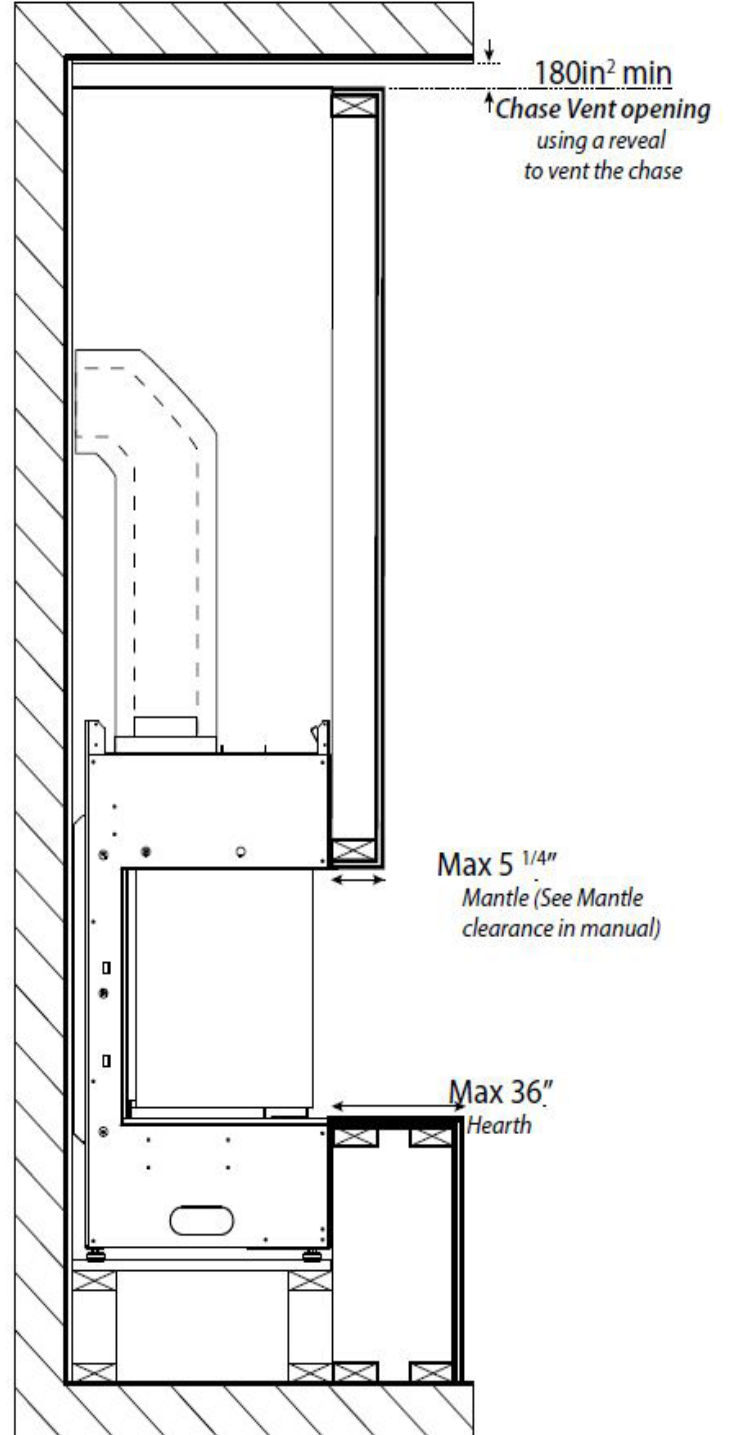 180in² min
Chase Vent opening
using a reveal
to vent the chase
Max 5 1/4"
Mantle (See Mantle
clearance in manual)
Max 36"
Hearth